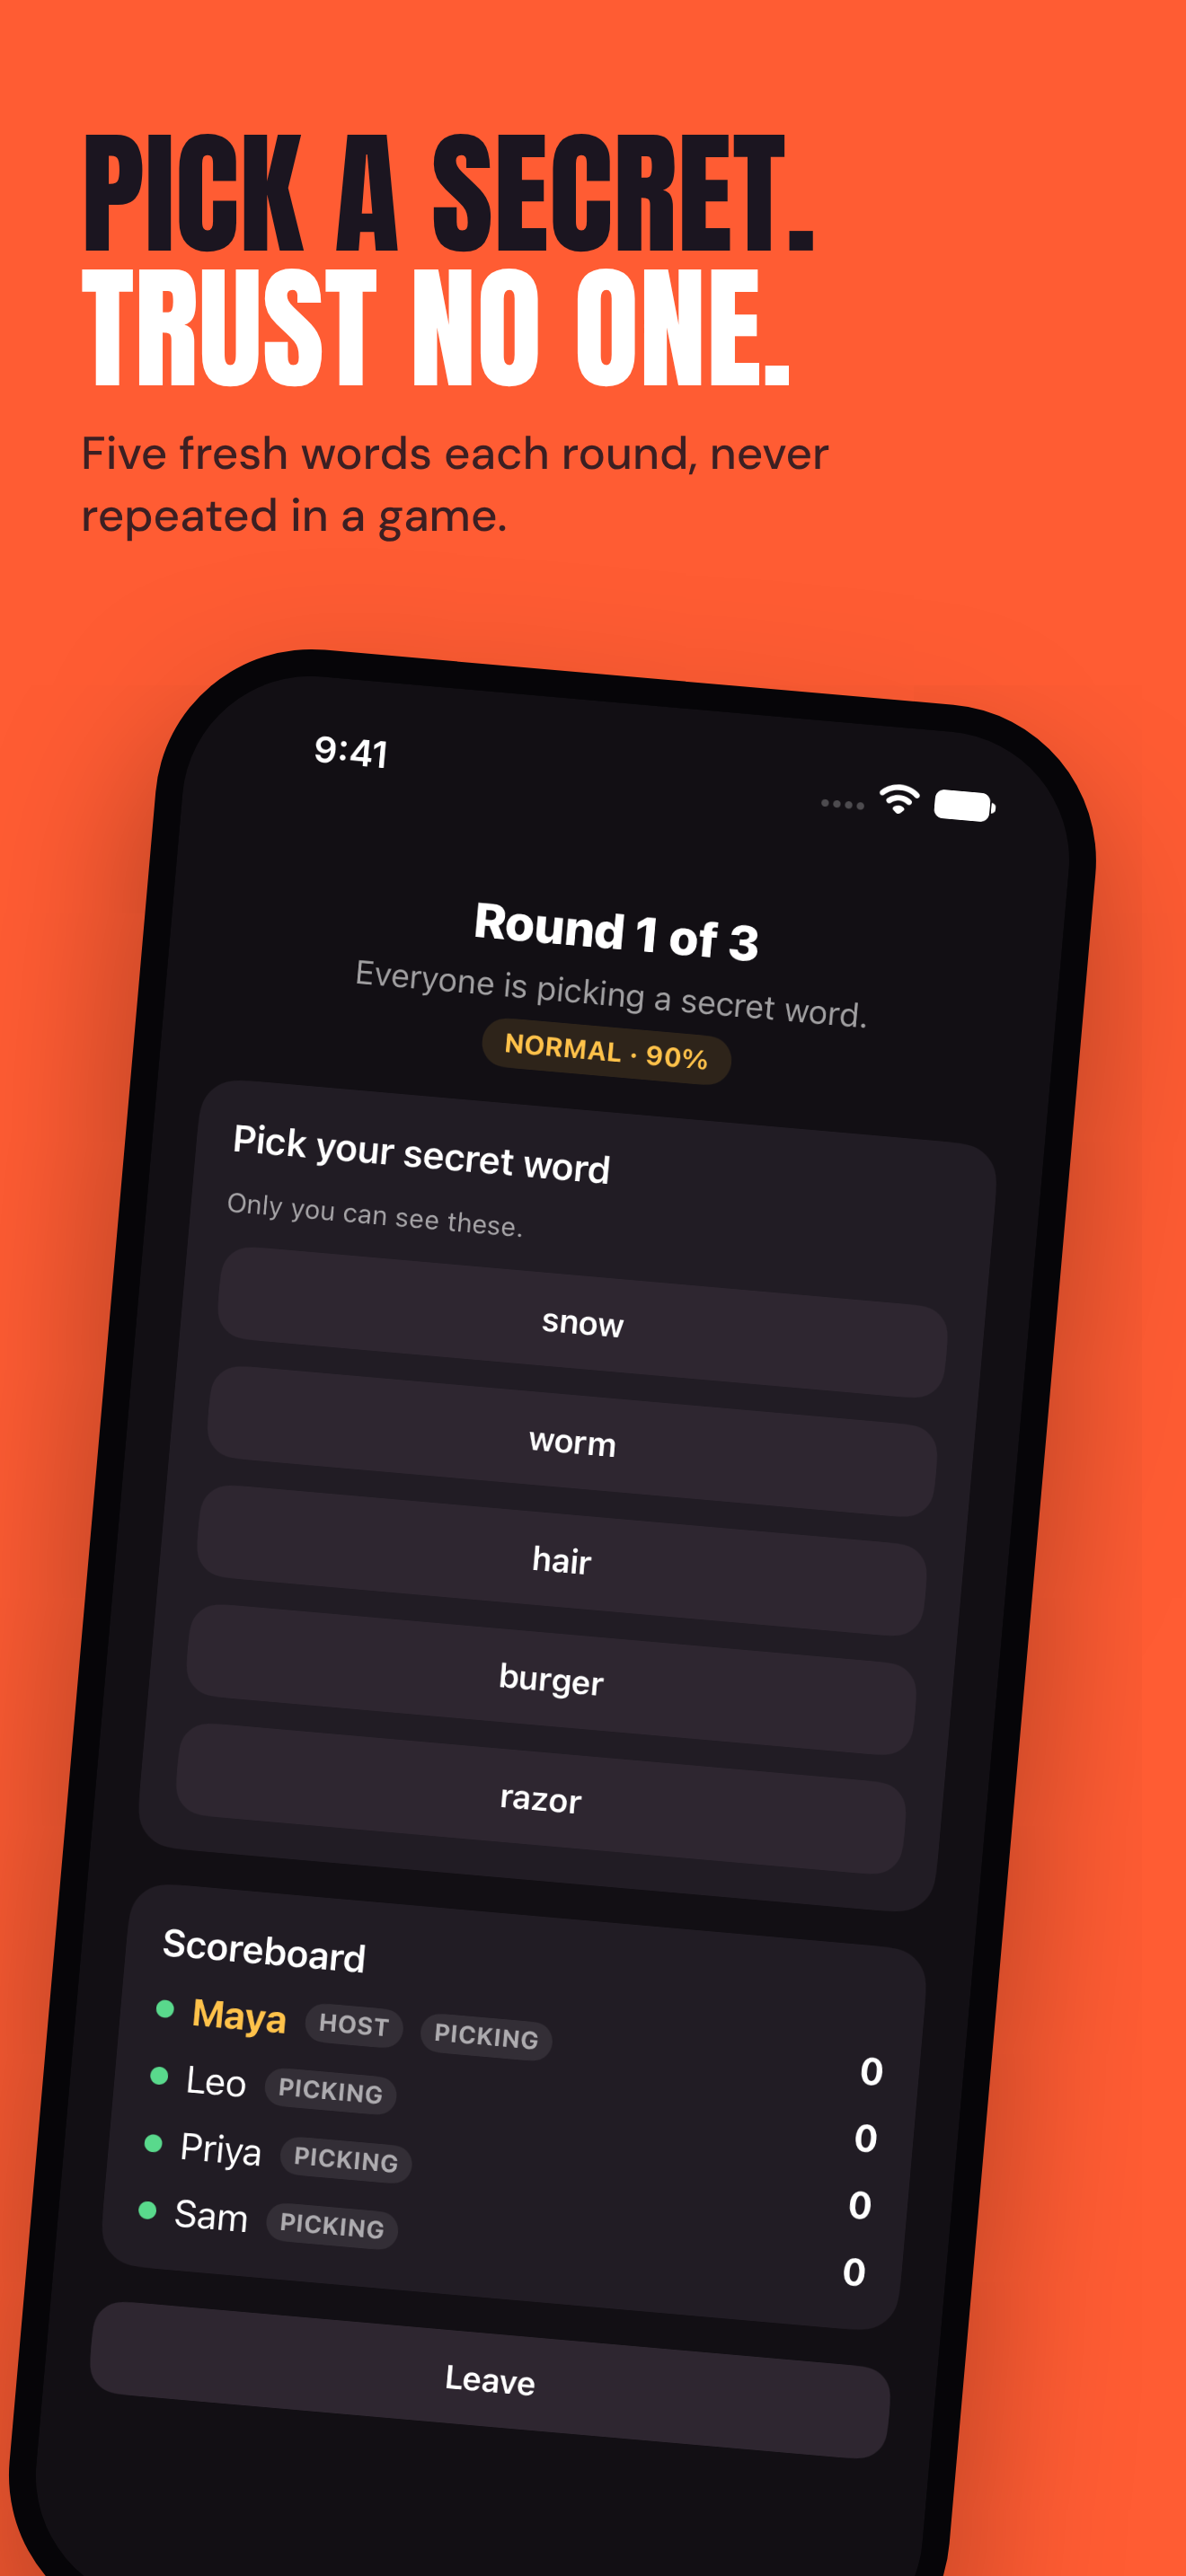 PICK A SECRET.
TRUST NO ONE.
Five fresh words each round, never
repeated in a game.
9:41
Round 1 of 3
Everyone is picking a secret word.
NORMAL · 90%
Pick your secret word
Only you can see these.
snow
worm
hair
burger
razor
Scoreboard
Maya HOST PICKING 0
Leo PICKING 0
Priya PICKING 0
Sam PICKING 0
Leave